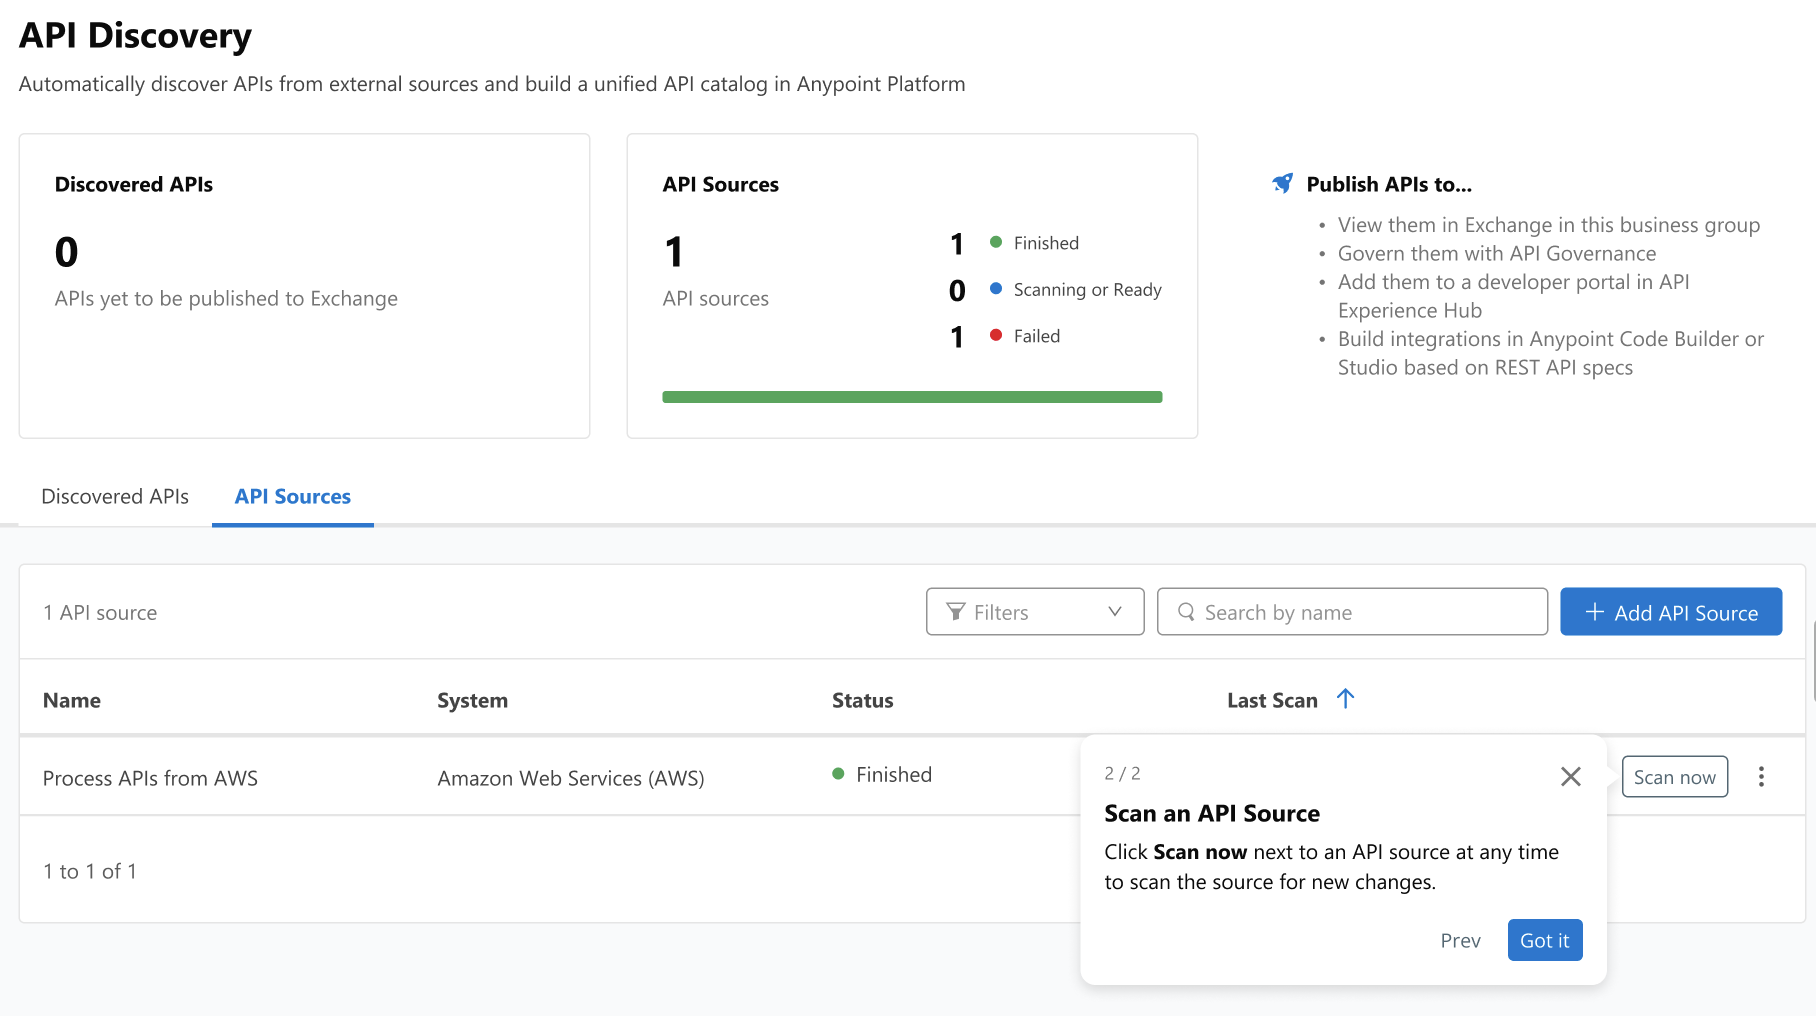 API Discovery
Automatically discover APIs from external sources and build a unified API catalog in Anypoint Platform
Discovered APIs
0
APIs yet to be published to Exchange
API Sources
1
API sources
1 Finished
0 Scanning or Ready
1 Failed
Publish APIs to...
• View them in Exchange in this business group
• Govern them with API Governance
• Add them to a developer portal in API
Experience Hub
• Build integrations in Anypoint Code Builder or
Studio based on REST API specs
Discovered APIs API Sources
1 API source Filters Search by name + Add API Source
Name System Status Last Scan
Process APIs from AWS Amazon Web Services (AWS) Finished Scan now
1 to 1 of 1
2 / 2
Scan an API Source
Click Scan now next to an API source at any time
to scan the source for new changes.
Prev Got it